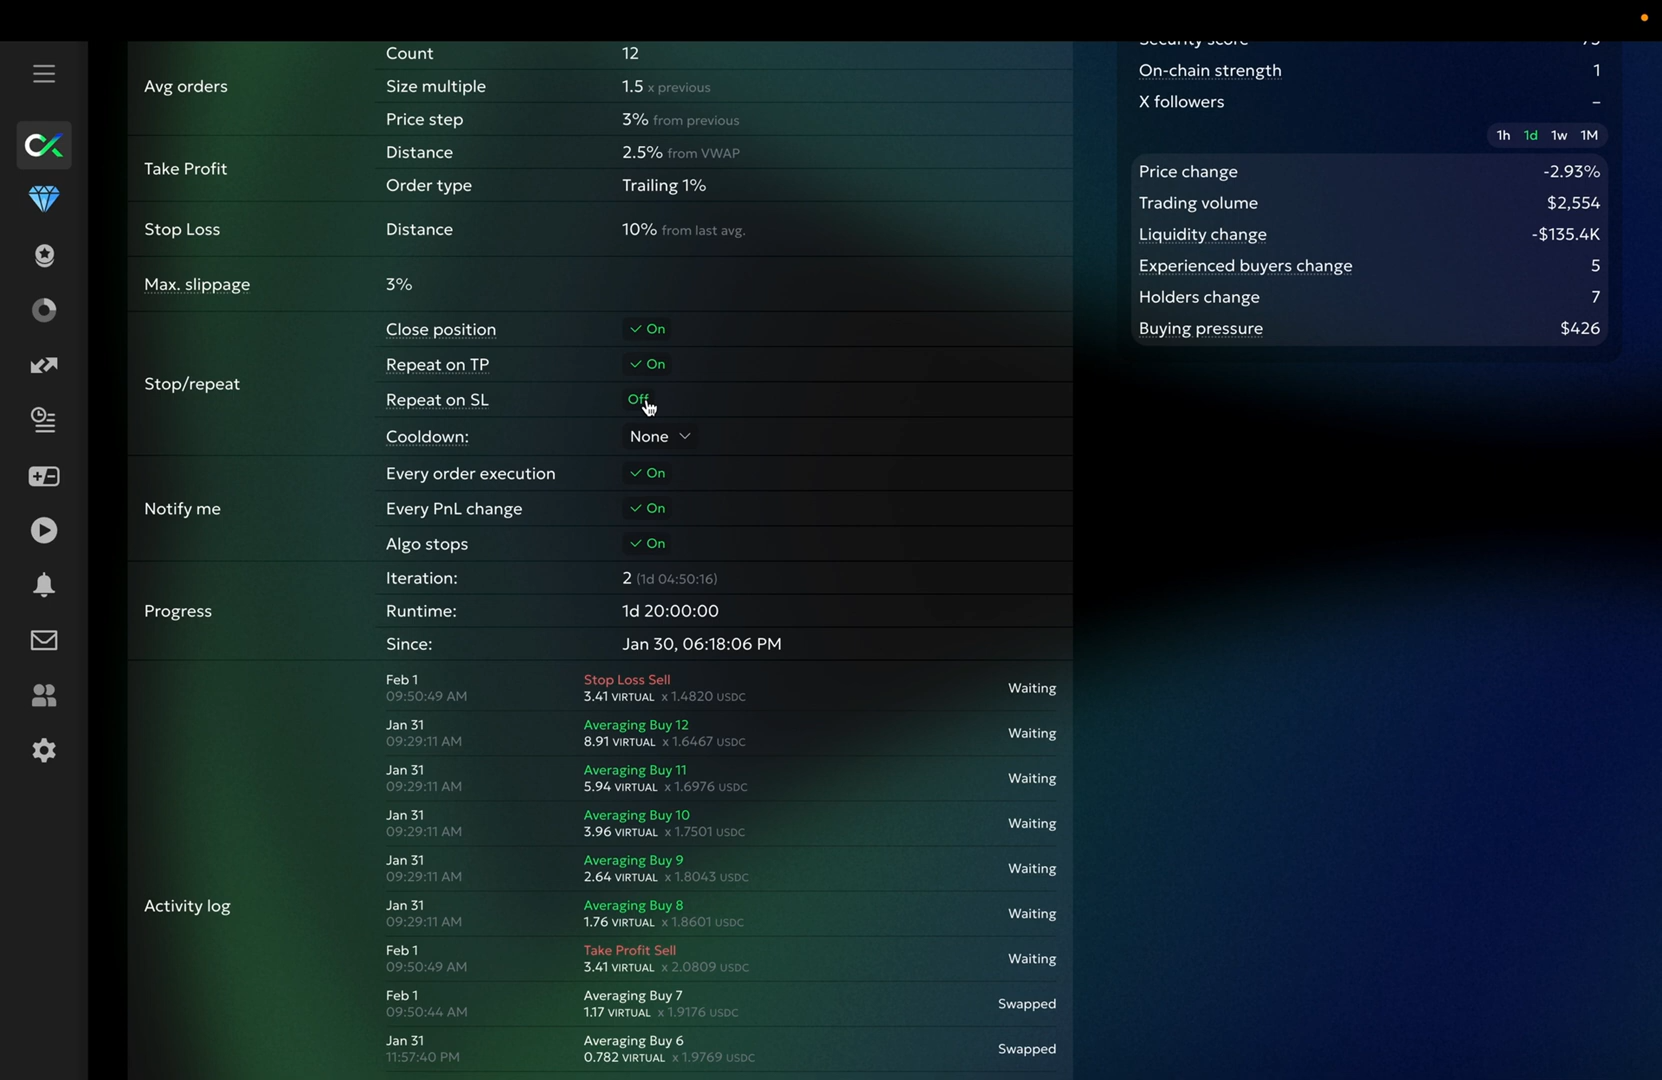 Count 12
Avg orders
Size multiple 1.5 x previous
Price step 3% from previous
Take Profit
Distance 2.5% from VWAP
Order type Trailing 1%
Stop Loss
Distance 10% from last avg.
Max. slippage 3%
Stop/repeat
Close position On
Repeat on TP On
Repeat on SL Off
Cooldown: None
Notify me
Every order execution On
Every PnL change On
Algo stops On
Progress
Iteration: 2 (1d 04:50:16)
Runtime: 1d 20:00:00
Since: Jan 30, 06:18:06 PM
Activity log
Feb 1 Stop Loss Sell
09:50:49 AM 3.41 VIRTUAL x 1.4820 USDC Waiting
Jan 31 Averaging Buy 12
09:29:11 AM 8.91 VIRTUAL x 1.6467 USDC Waiting
Jan 31 Averaging Buy 11
09:29:11 AM 5.94 VIRTUAL x 1.6976 USDC Waiting
Jan 31 Averaging Buy 10
09:29:11 AM 3.96 VIRTUAL x 1.7501 USDC Waiting
Jan 31 Averaging Buy 9
09:29:11 AM 2.64 VIRTUAL x 1.8043 USDC Waiting
Jan 31 Averaging Buy 8
09:29:11 AM 1.76 VIRTUAL x 1.8601 USDC Waiting
Feb 1 Take Profit Sell
09:50:49 AM 3.41 VIRTUAL x 2.0809 USDC Waiting
Feb 1 Averaging Buy 7
09:50:44 AM 1.17 VIRTUAL x 1.9176 USDC Swapped
Jan 31 Averaging Buy 6
11:57:40 PM 0.782 VIRTUAL x 1.9769 USDC Swapped
Security score
On-chain strength 1
X followers –
1h 1d 1w 1M
Price change -2.93%
Trading volume $2,554
Liquidity change -$135.4K
Experienced buyers change 5
Holders change 7
Buying pressure $426